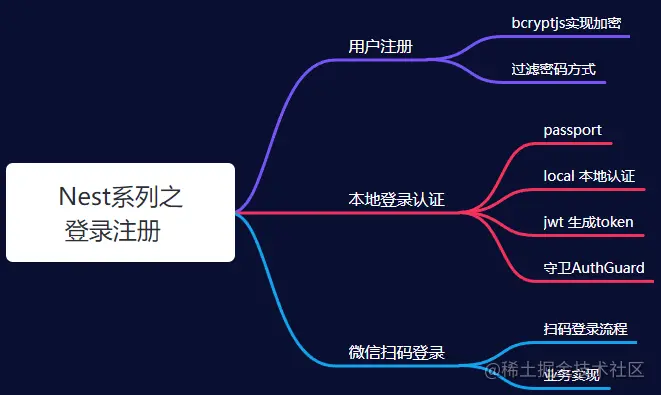 Nest系列之
登录注册
用户注册
bcryptjs实现加密
过滤密码方式
本地登录认证
passport
local 本地认证
jwt 生成token
守卫AuthGuard
微信扫码登录
扫码登录流程
业务实现
@稀土掘金技术社区